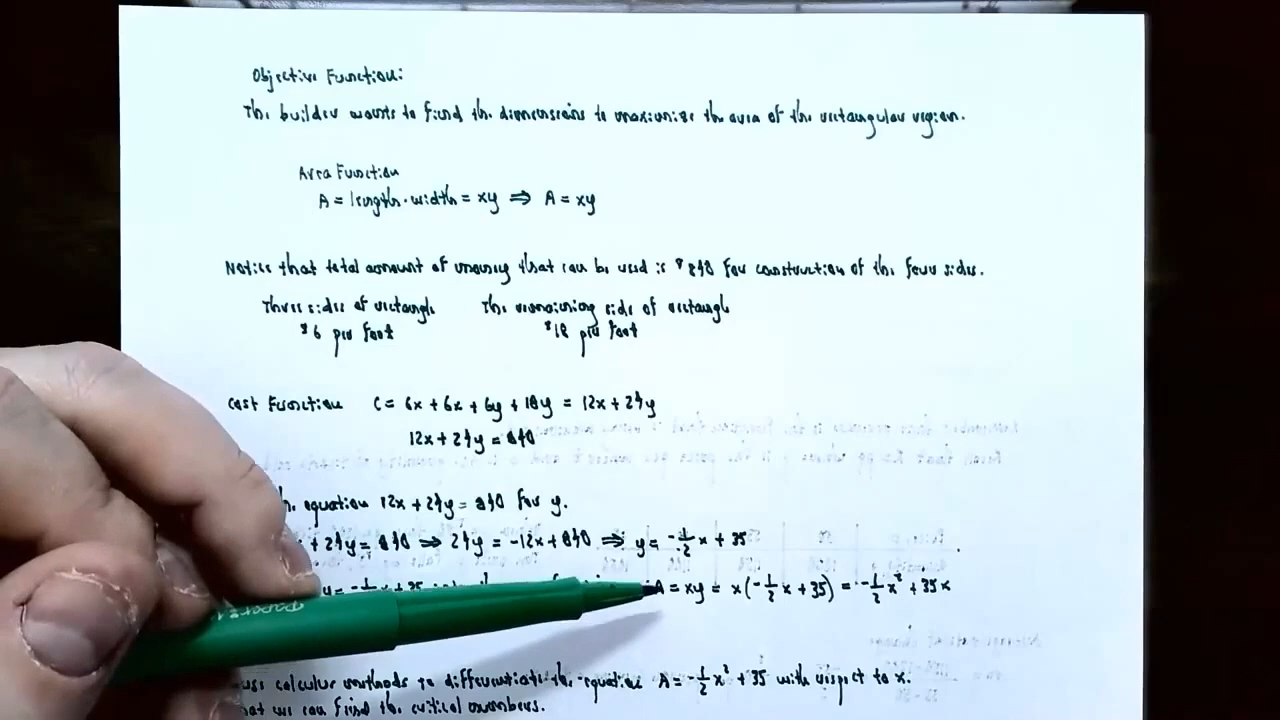 Objective Function:
The builder wants to find the dimensions to maximize the area of the rectangular region.
Area Function
A = length · width = xy ⇒ A = xy
Notice that total amount of money that can be used is $840 for construction of the four sides.
Three sides of rectangle The remaining side of rectangle
$6 per foot $18 per foot
Cost Function C = 6x + 6x + 6y + 18y = 12x + 24y
12x + 24y = 840
equation 12x + 24y = 840 for y.
+ 24y = 840 ⇒ 24y = -12x + 840 ⇒ y = -1/2 x + 35
y = -1/2 x + 35 A = xy = x(-1/2 x + 35) = -1/2 x² + 35x
use calculus methods to differentiate the equation A = -1/2 x² + 35 with respect to x.
that we can find the critical numbers.